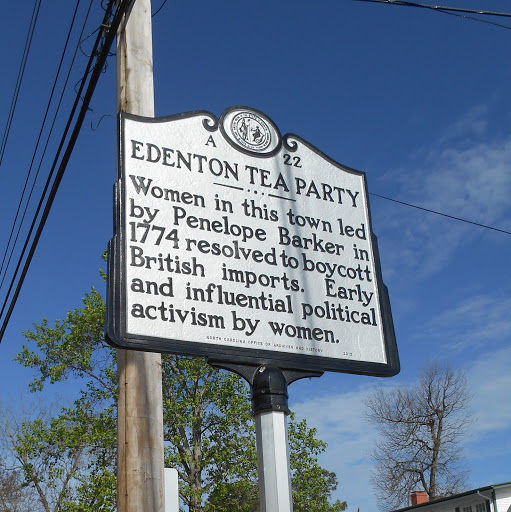 A 22
EDENTON TEA PARTY
Women in this town led
by Penelope Barker in
1774 resolved to boycott
British imports. Early
and influential political
activism by women.
NORTH CAROLINA OFFICE OF ARCHIVES AND HISTORY